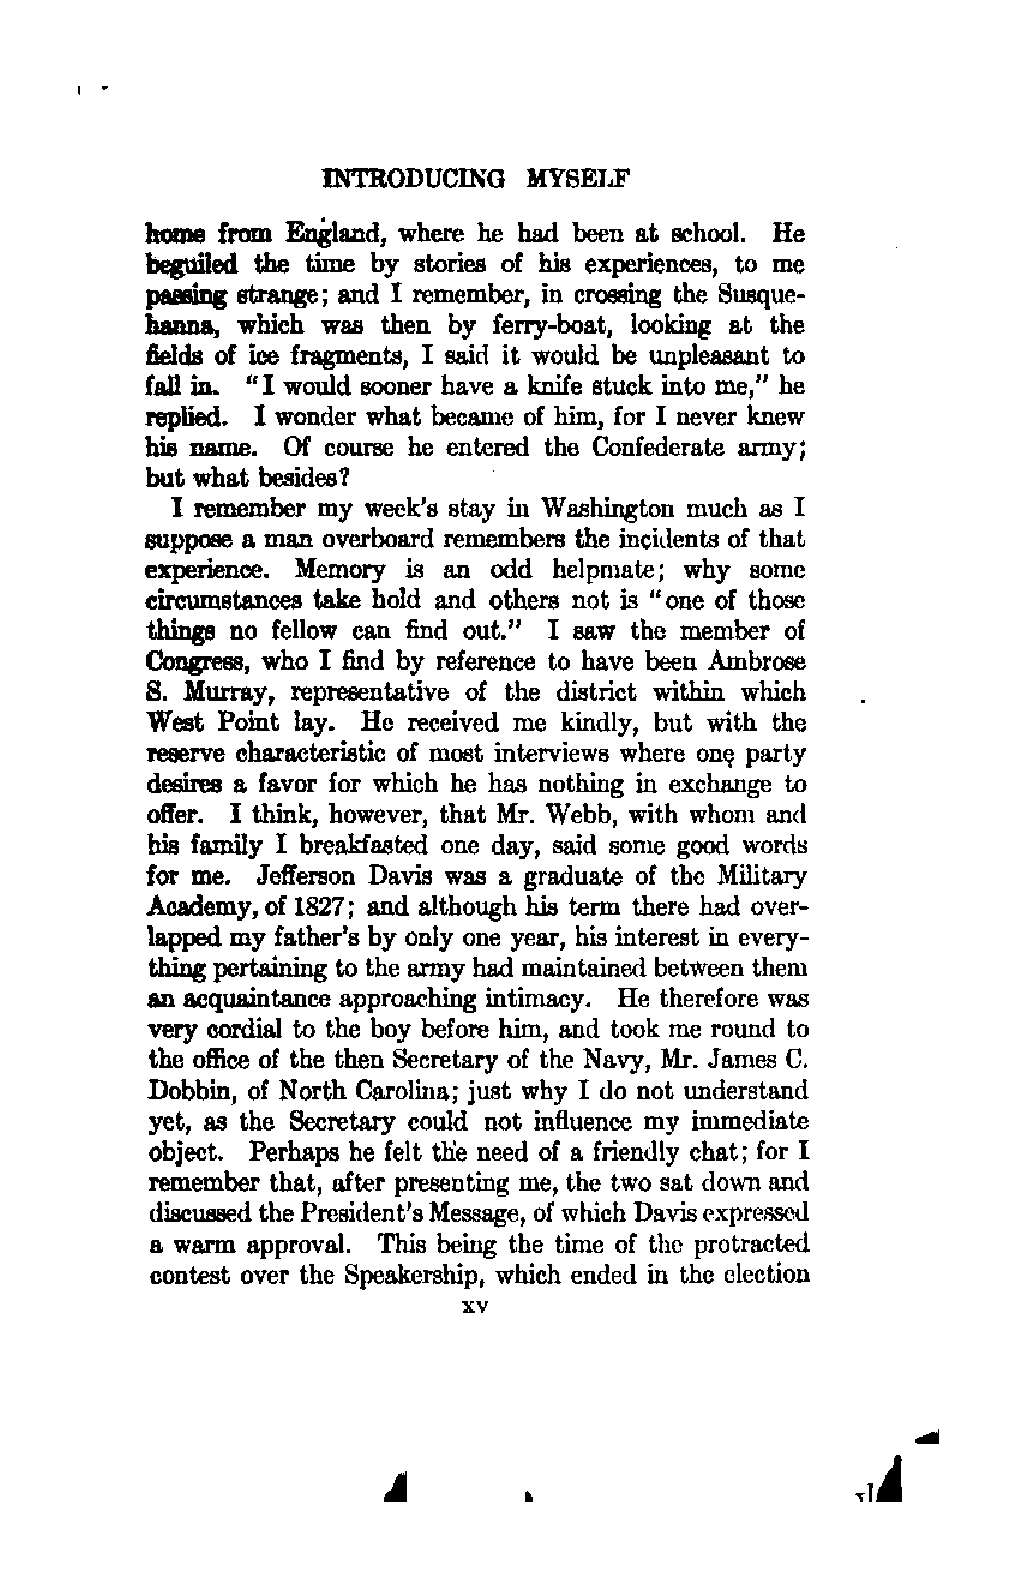 INTRODUCING MYSELF
home from England, where he had been at school. He
beguiled the time by stories of his experiences, to me
passing strange; and I remember, in crossing the Susque-
hanna, which was then by ferry-boat, looking at the
fields of ice fragments, I said it would be unpleasant to
fall in. "I would sooner have a knife stuck into me," he
replied. I wonder what became of him, for I never knew
his name. Of course he entered the Confederate army;
but what besides?
I remember my week's stay in Washington much as I
suppose a man overboard remembers the incidents of that
experience. Memory is an odd helpmate; why some
circumstances take hold and others not is "one of those
things no fellow can find out." I saw the member of
Congress, who I find by reference to have been Ambrose
S. Murray, representative of the district within which
West Point lay. He received me kindly, but with the
reserve characteristic of most interviews where one party
desires a favor for which he has nothing in exchange to
offer. I think, however, that Mr. Webb, with whom and
his family I breakfasted one day, said some good words
for me. Jefferson Davis was a graduate of the Military
Academy, of 1827; and although his term there had over-
lapped my father's by only one year, his interest in every-
thing pertaining to the army had maintained between them
an acquaintance approaching intimacy. He therefore was
very cordial to the boy before him, and took me round to
the office of the then Secretary of the Navy, Mr. James C.
Dobbin, of North Carolina; just why I do not understand
yet, as the Secretary could not influence my immediate
object. Perhaps he felt the need of a friendly chat; for I
remember that, after presenting me, the two sat down and
discussed the President's Message, of which Davis expressed
a warm approval. This being the time of the protracted
contest over the Speakership, which ended in the election
xv